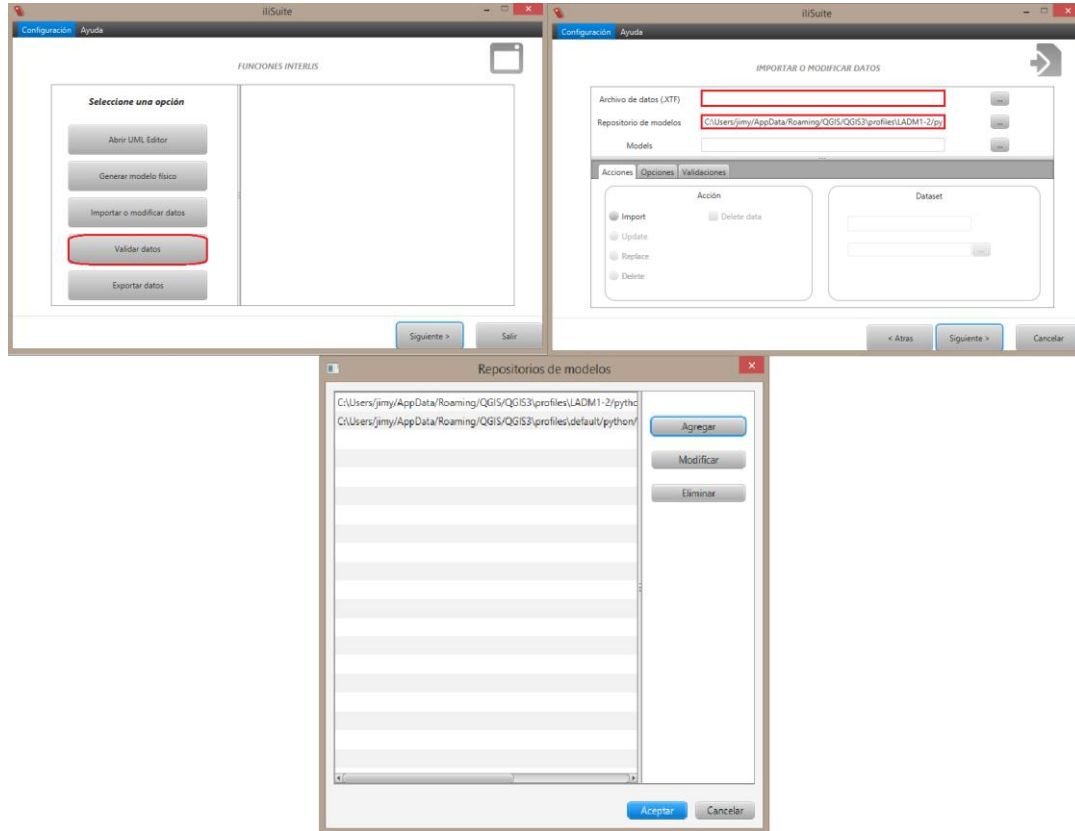 iliSuite
Configuración Ayuda
FUNCIONES INTERLIS
Seleccione una opción
Abrir UML Editor
Generar modelo físico
Importar o modificar datos
Validar datos
Exportar datos
Siguiente >
Salir
iliSuite
Configuración Ayuda
IMPORTAR O MODIFICAR DATOS
Archivo de datos (.XTF)
...
Repositorio de modelos
C:\Users/jimy/AppData/Roaming/QGIS/QGIS3\profiles\LADM1-2/py
...
Models
...
Acciones Opciones Validaciones
Acción
Dataset
Import
Delete data
Update
Replace
...
Delete
< Atras
Siguiente >
Cancelar
Repositorios de modelos
C:\Users/jimy/AppData/Roaming/QGIS/QGIS3\profiles\LADM1-2/pythc
C:\Users/jimy/AppData/Roaming/QGIS/QGIS3\profiles\default/python/
Agregar
Modificar
Eliminar
Aceptar
Cancelar